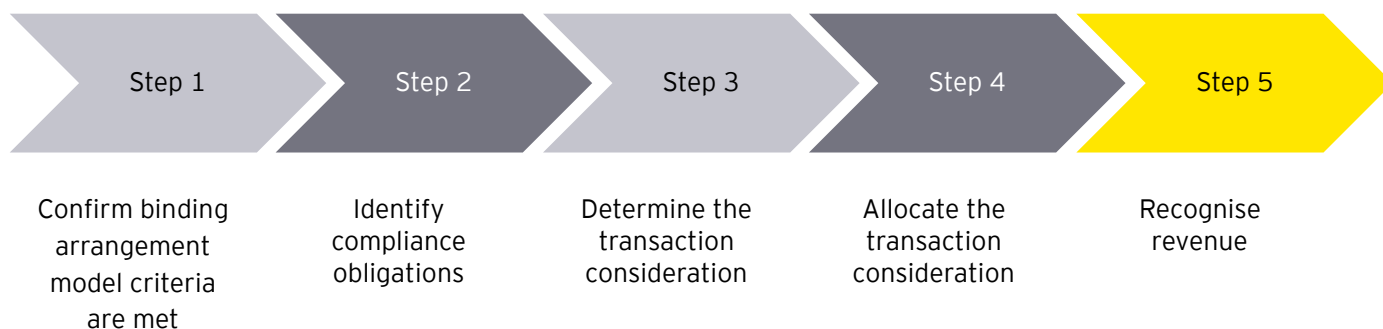 Step 1
Step 2
Step 3
Step 4
Step 5
Confirm binding
arrangement
model criteria
are met
Identify
compliance
obligations
Determine the
transaction
consideration
Allocate the
transaction
consideration
Recognise
revenue